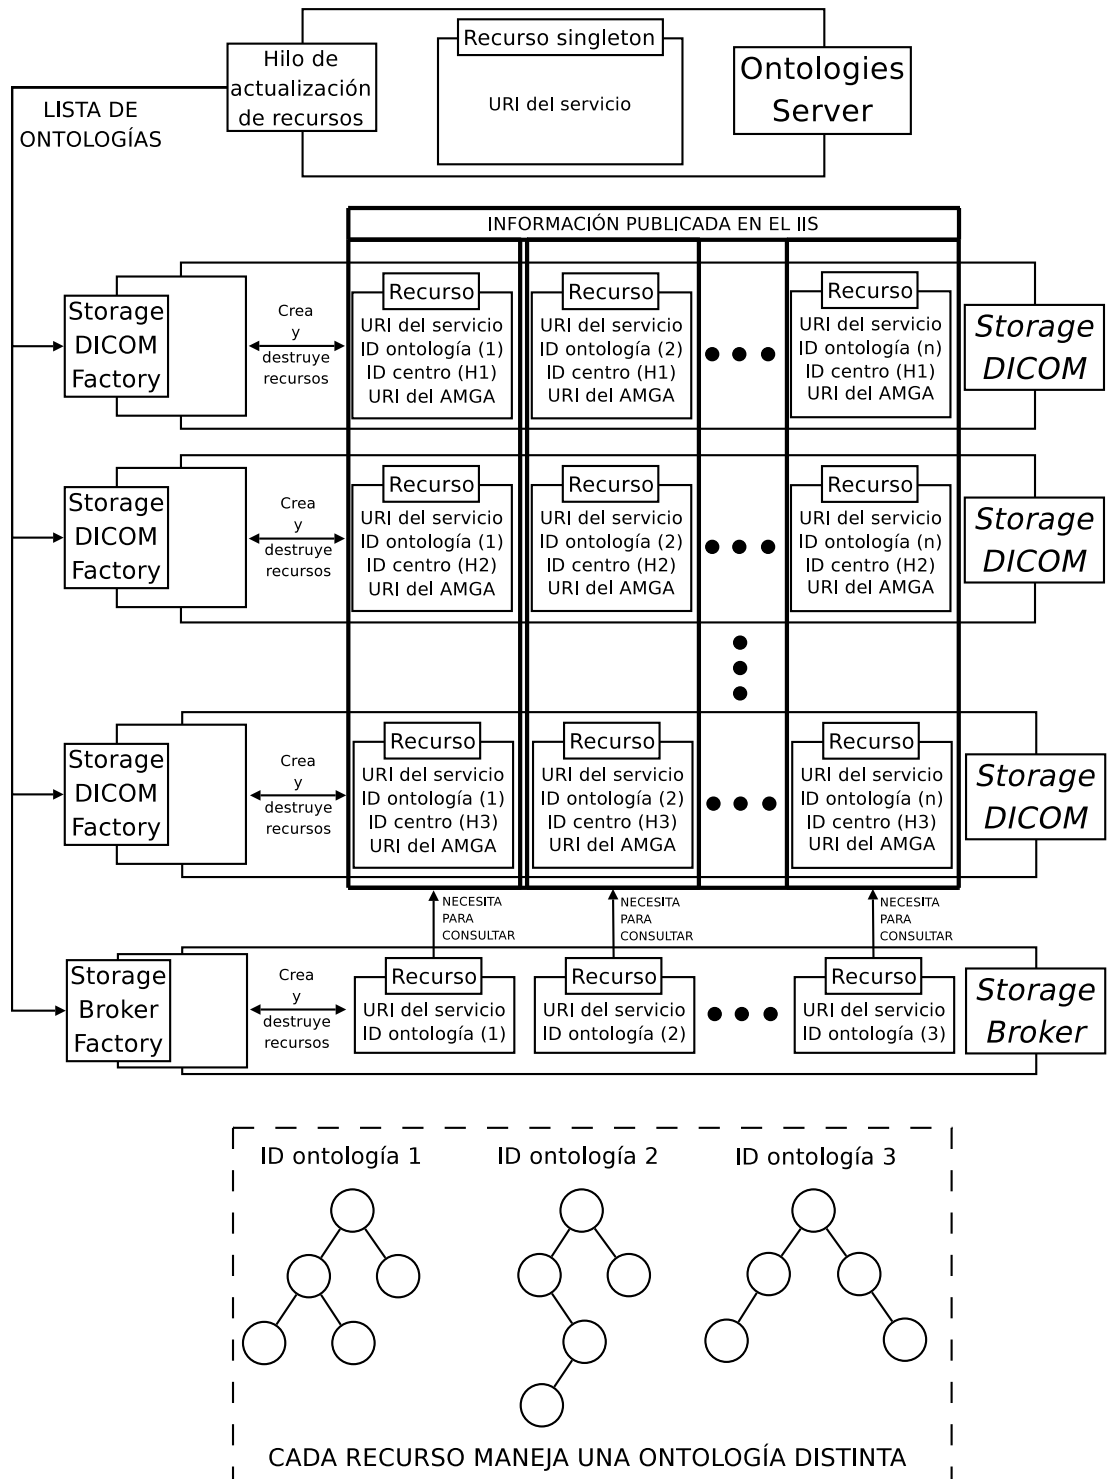 Recurso singleton
Hilo de
actualización
de recursos
URI del servicio
Ontologies
Server
LISTA DE
ONTOLOGÍAS
INFORMACIÓN PUBLICADA EN EL IIS
Storage
DICOM
Factory
Crea
y
destruye
recursos
Recurso
URI del servicio
ID ontología (1)
ID centro (H1)
URI del AMGA
Recurso
URI del servicio
ID ontología (2)
ID centro (H1)
URI del AMGA
Recurso
URI del servicio
ID ontología (n)
ID centro (H1)
URI del AMGA
Storage
DICOM
Storage
DICOM
Factory
Crea
y
destruye
recursos
Recurso
URI del servicio
ID ontología (1)
ID centro (H2)
URI del AMGA
Recurso
URI del servicio
ID ontología (2)
ID centro (H2)
URI del AMGA
Recurso
URI del servicio
ID ontología (n)
ID centro (H2)
URI del AMGA
Storage
DICOM
Storage
DICOM
Factory
Crea
y
destruye
recursos
Recurso
URI del servicio
ID ontología (1)
ID centro (H3)
URI del AMGA
Recurso
URI del servicio
ID ontología (2)
ID centro (H3)
URI del AMGA
Recurso
URI del servicio
ID ontología (n)
ID centro (H3)
URI del AMGA
Storage
DICOM
NECESITA
PARA
CONSULTAR
NECESITA
PARA
CONSULTAR
NECESITA
PARA
CONSULTAR
Storage
Broker
Factory
Crea
y
destruye
recursos
Recurso
URI del servicio
ID ontología (1)
Recurso
URI del servicio
ID ontología (2)
Recurso
URI del servicio
ID ontología (3)
Storage
Broker
ID ontología 1
ID ontología 2
ID ontología 3
CADA RECURSO MANEJA UNA ONTOLOGÍA DISTINTA